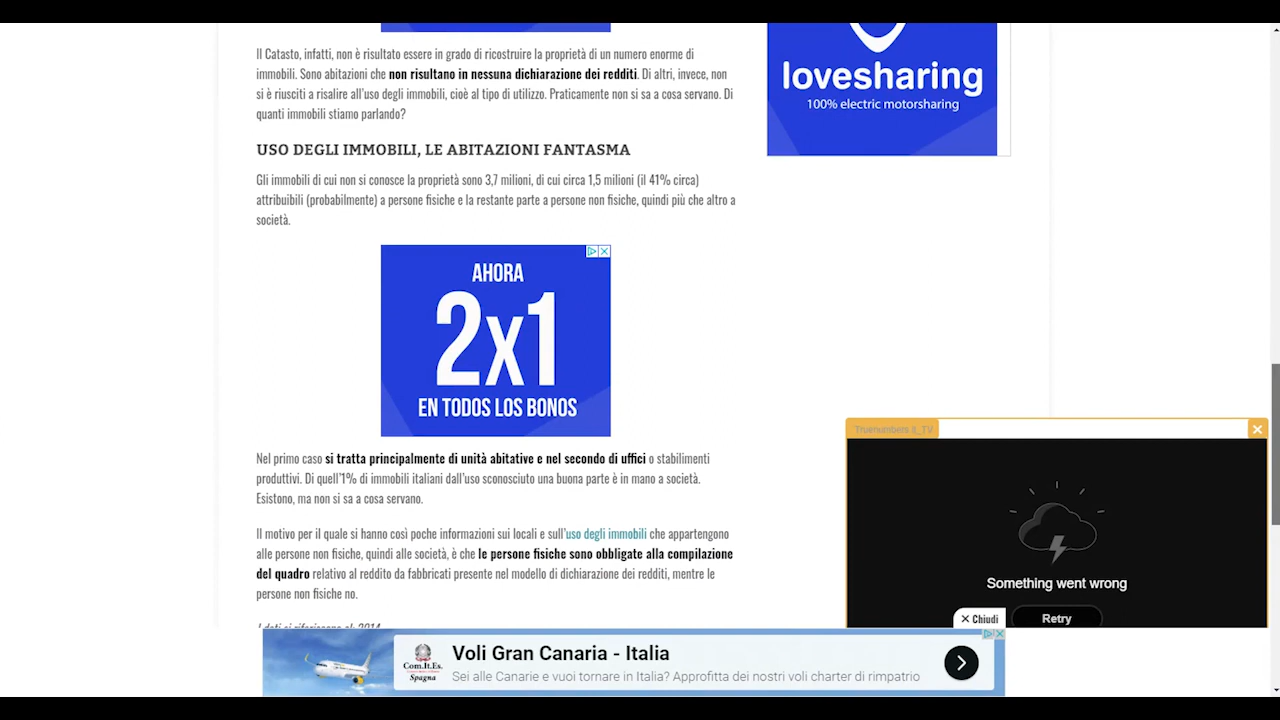 Il Catasto, infatti, non è risultato essere in grado di ricostruire la proprietà di un numero enorme di
immobili. Sono abitazioni che non risultano in nessuna dichiarazione dei redditi. Di altri, invece, non
si è riusciti a risalire all'uso degli immobili, cioè al tipo di utilizzo. Praticamente non si sa a cosa servano. Di
quanti immobili stiamo parlando?
lovesharing
100% electric motorsharing
USO DEGLI IMMOBILI, LE ABITAZIONI FANTASMA
Gli immobili di cui non si conosce la proprietà sono 3,7 milioni, di cui circa 1,5 milioni (il 41% circa)
attribuibili (probabilmente) a persone fisiche e la restante parte a persone non fisiche, quindi più che altro a
società.
AHORA
2x1
EN TODOS LOS BONOS
Nel primo caso si tratta principalmente di unità abitative e nel secondo di uffici o stabilimenti
produttivi. Di quell'1% di immobili italiani dall'uso sconosciuto una buona parte è in mano a società.
Esistono, ma non si sa a cosa servano.
Il motivo per il quale si hanno così poche informazioni sui locali e sull'uso degli immobili che appartengono
alle persone non fisiche, quindi alle società, è che le persone fisiche sono obbligate alla compilazione
del quadro relativo al reddito da fabbricati presente nel modello di dichiarazione dei redditi, mentre le
persone non fisiche no.
I dati si riferiscono al: 2014
Truenumbers it_TV
Something went wrong
Retry
Chiudi
Com.It.Es.
Spagna
Voli Gran Canaria - Italia
Sei alle Canarie e vuoi tornare in Italia? Approfitta dei nostri voli charter di rimpatrio